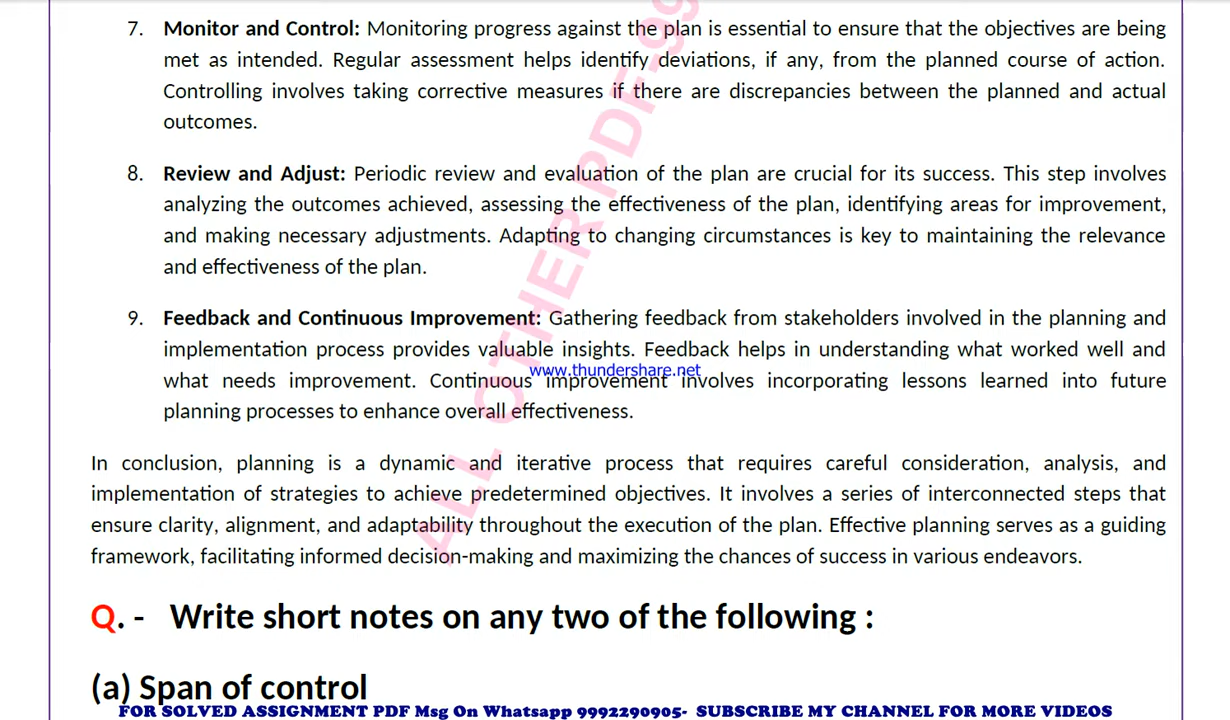 7. Monitor and Control: Monitoring progress against the plan is essential to ensure that the objectives are being
met as intended. Regular assessment helps identify deviations, if any, from the planned course of action.
Controlling involves taking corrective measures if there are discrepancies between the planned and actual
outcomes.
8. Review and Adjust: Periodic review and evaluation of the plan are crucial for its success. This step involves
analyzing the outcomes achieved, assessing the effectiveness of the plan, identifying areas for improvement,
and making necessary adjustments. Adapting to changing circumstances is key to maintaining the relevance
and effectiveness of the plan.
9. Feedback and Continuous Improvement: Gathering feedback from stakeholders involved in the planning and
implementation process provides valuable insights. Feedback helps in understanding what worked well and
www.thundershare.net
what needs improvement. Continuous improvement involves incorporating lessons learned into future
planning processes to enhance overall effectiveness.
ALL OTHER PDF-99
In conclusion, planning is a dynamic and iterative process that requires careful consideration, analysis, and
implementation of strategies to achieve predetermined objectives. It involves a series of interconnected steps that
ensure clarity, alignment, and adaptability throughout the execution of the plan. Effective planning serves as a guiding
framework, facilitating informed decision-making and maximizing the chances of success in various endeavors.
Q. - Write short notes on any two of the following :
(a) Span of control
FOR SOLVED ASSIGNMENT PDF Msg On Whatsapp 9992290905- SUBSCRIBE MY CHANNEL FOR MORE VIDEOS